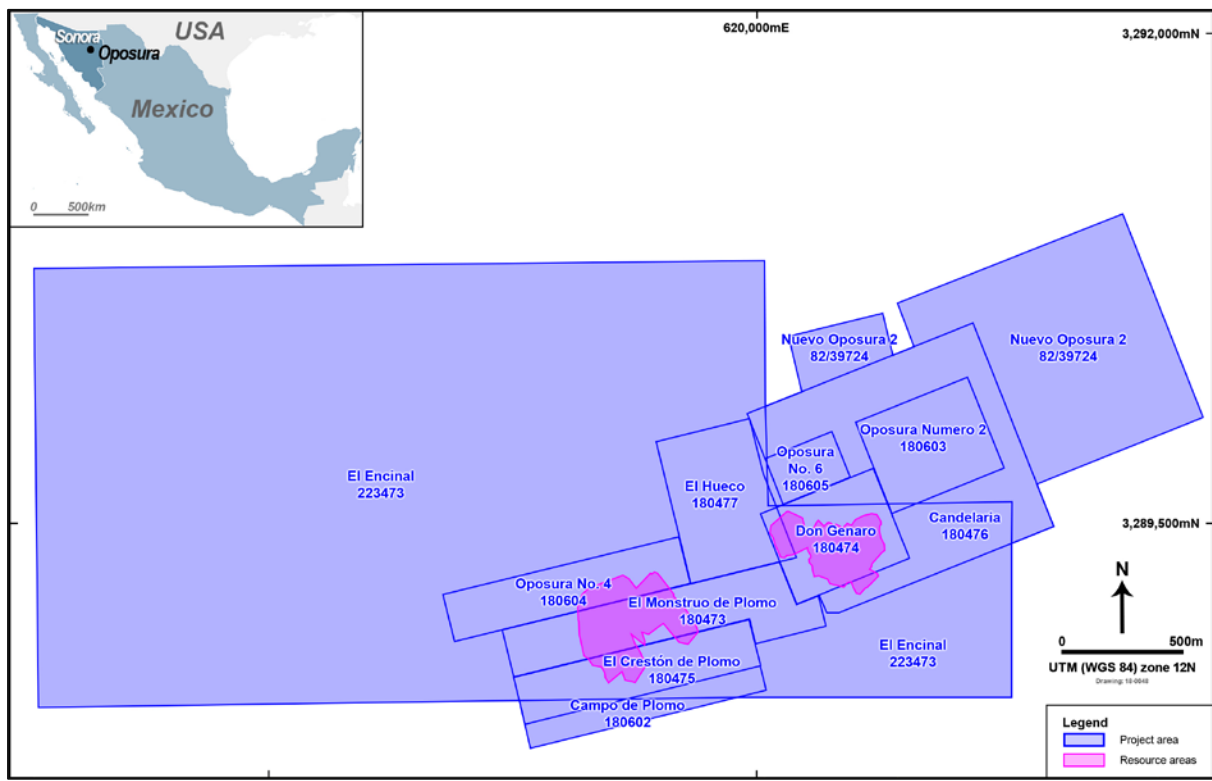 USA
Sonora
Oposura
Mexico
0 500km
620,000mE
3,292,000mN
Nuevo Oposura 2
82/39724
Nuevo Oposura 2
82/39724
Oposura Numero 2
180603
Oposura
No. 6
180605
El Encinal
223473
El Hueco
180477
Candelaria
180476
3,289,500mN
Don Genaro
180474
Oposura No. 4
180604
El Monstruo de Plomo
180473
El Encinal
223473
El Crestón de Plomo
180475
Campo de Plomo
180602
N
0 500m
UTM (WGS 84) zone 12N
Drawing: 18-0848
Legend
Project area
Resource areas